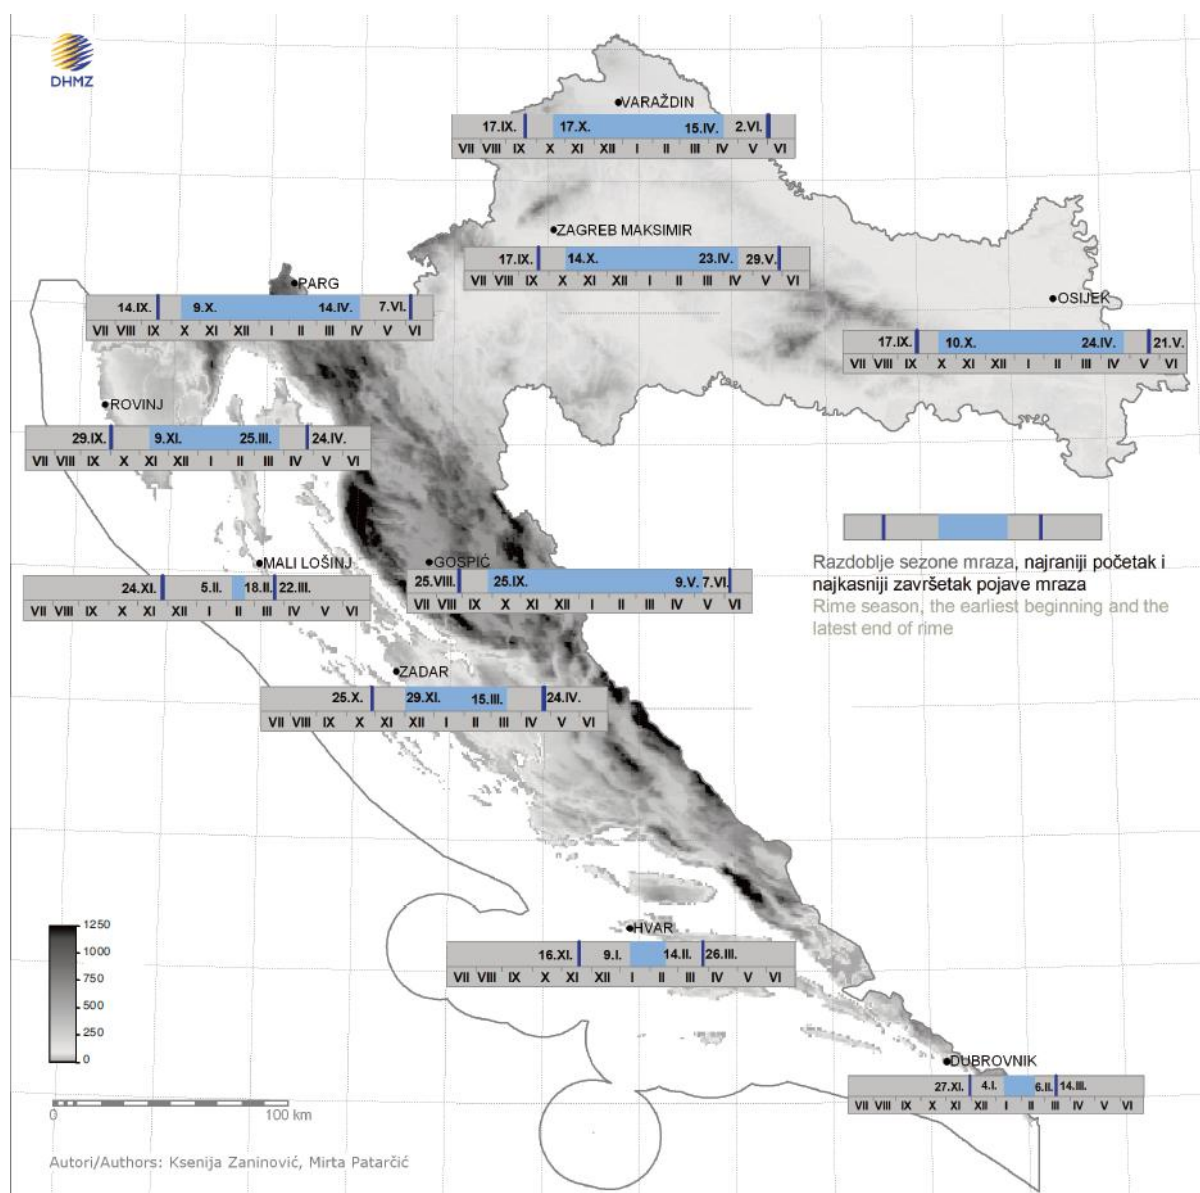 DHMZ
VARAŽDIN
17.IX. 17.X. 15.IV. 2.VI.
VII VIII IX X XI XII I II III IV V VI
ZAGREB MAKSIMIR
17.IX. 14.X. 23.IV. 29.V.
VII VIII IX X XI XII I II III IV V VI
PARG
14.IX. 9.X. 14.IV. 7.VI.
VII VIII IX X XI XII I II III IV V VI
OSIJEK
17.IX. 10.X. 24.IV. 21.V.
VII VIII IX X XI XII I II III IV V VI
ROVINJ
29.IX. 9.XI. 25.III. 24.IV.
VII VIII IX X XI XII I II III IV V VI
Razdoblje sezone mraza, najraniji početak i
najkasniji završetak pojave mraza
Rime season, the earliest beginning and the
latest end of rime
MALI LOŠINJ
24.XI. 5.II. 18.II. 22.III.
VII VIII IX X XI XII I II III IV V VI
GOSPIĆ
25.VIII. 25.IX. 9.V. 7.VI.
VII VIII IX X XI XII I II III IV V VI
ZADAR
25.X. 29.XI. 15.III. 24.IV.
VII VIII IX X XI XII I II III IV V VI
HVAR
16.XI. 9.I. 14.II. 26.III.
VII VIII IX X XI XII I II III IV V VI
DUBROVNIK
27.XI. 4.I. 6.II. 14.III.
VII VIII IX X XI XII I II III IV V VI
1250
1000
750
500
250
0
0 100 km
Autori/Authors: Ksenija Zaninović, Mirta Patarčić